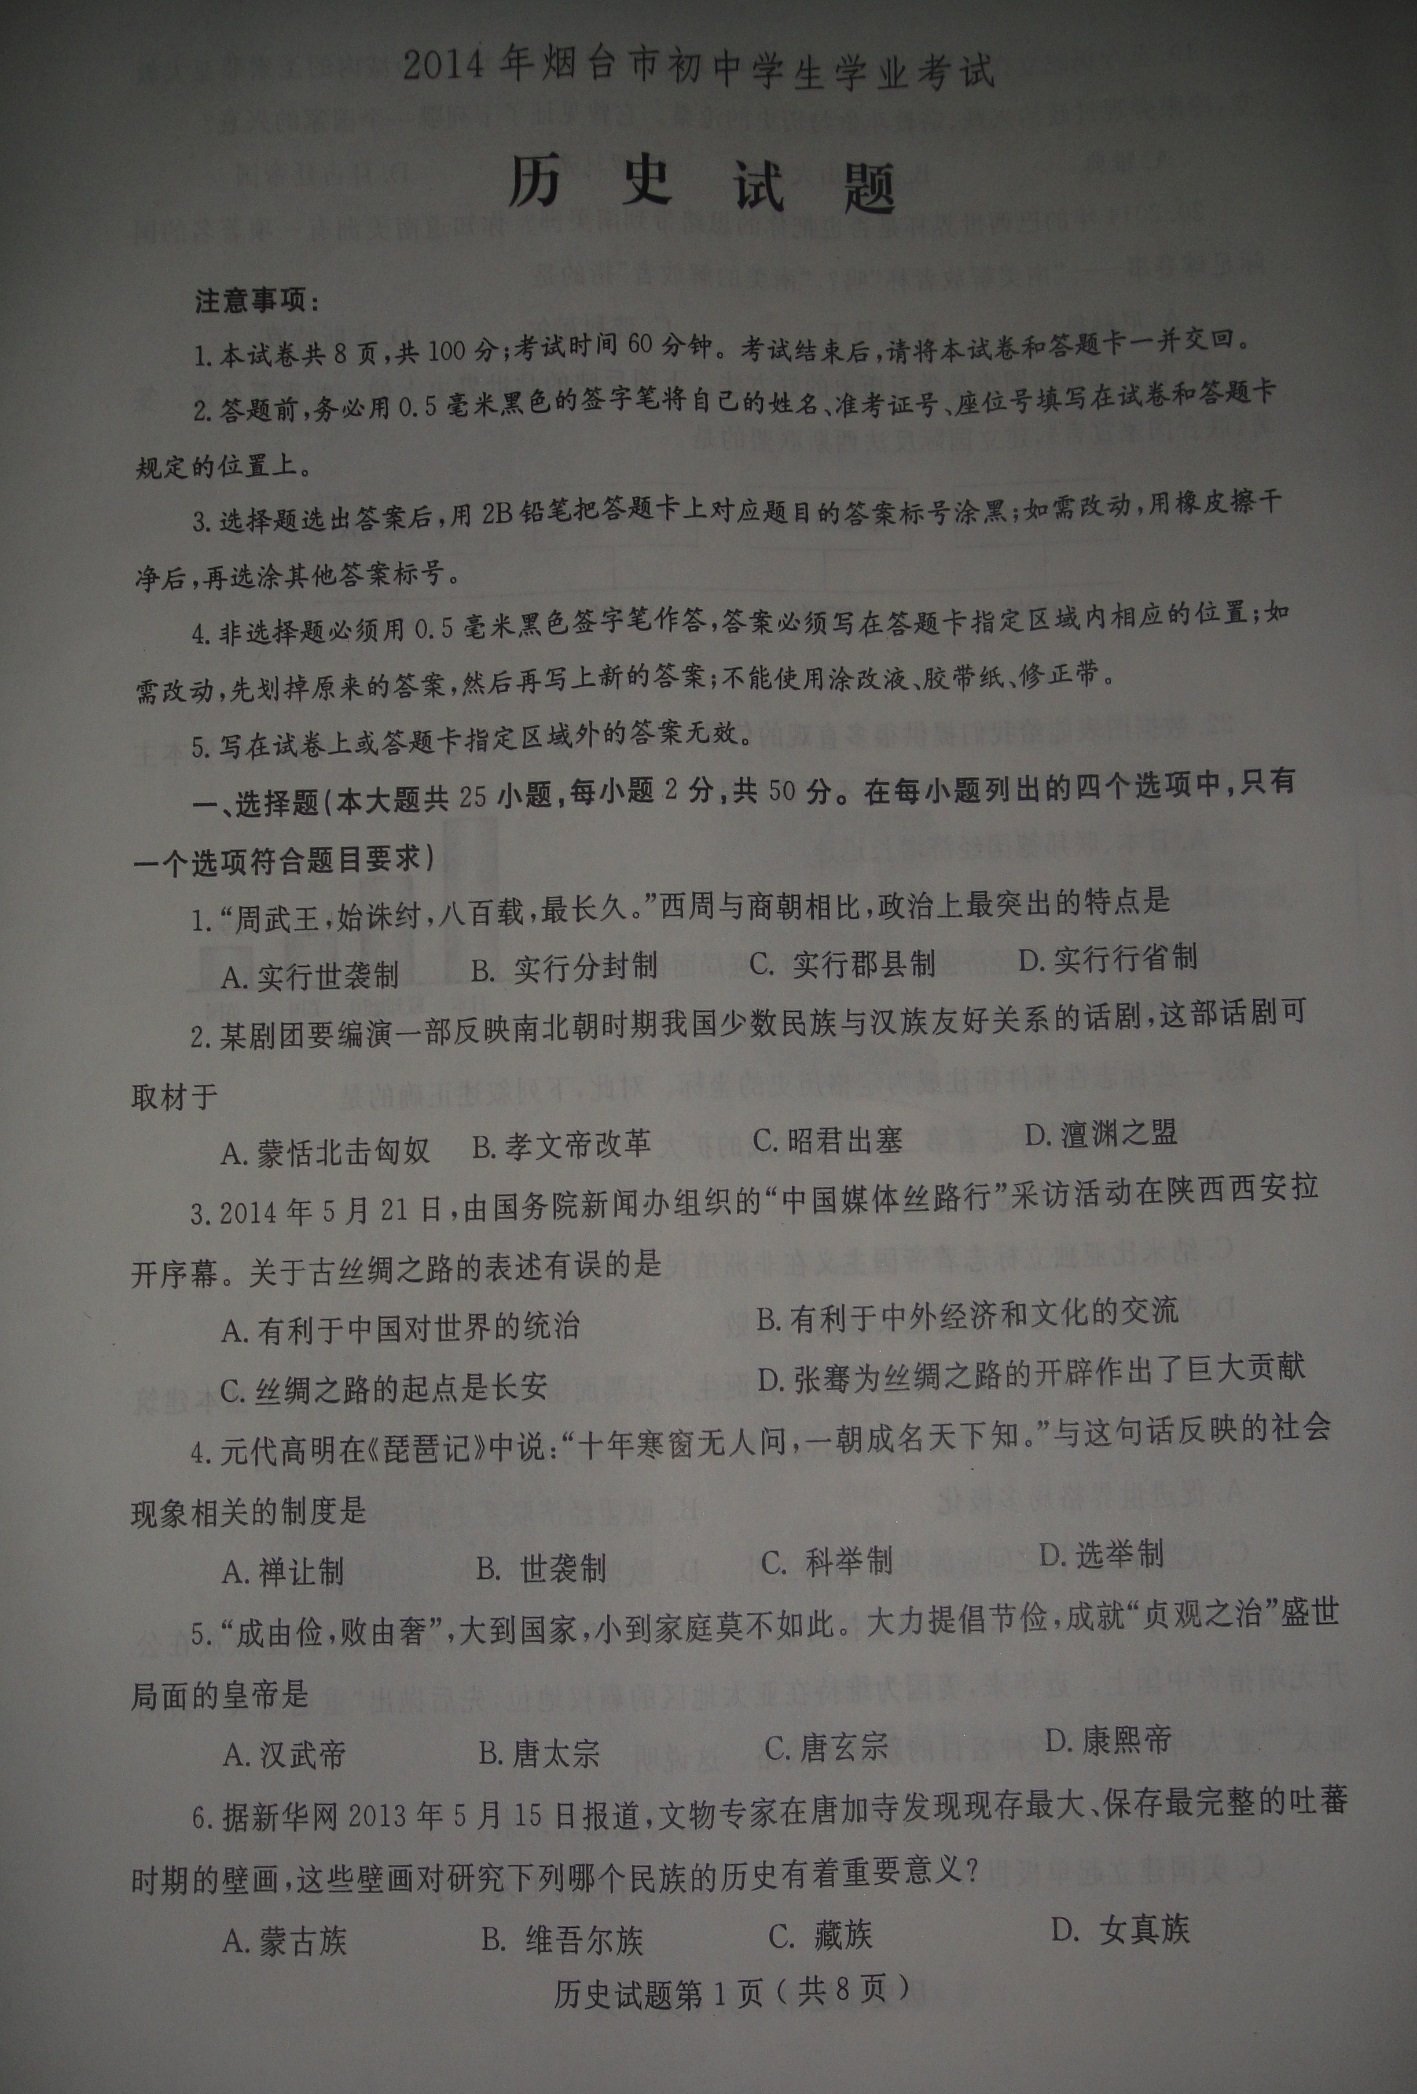 2014年烟台市初中学生学业考试
历 史 试 题
注意事项:
1.本试卷共8页,共100分;考试时间60分钟。考试结束后,请将本试卷和答题卡一并交回。
2.答题前,务必用0.5毫米黑色的签字笔将自己的姓名、准考证号、座位号填写在试卷和答题卡
规定的位置上。
3.选择题选出答案后,用2B铅笔把答题卡上对应题目的答案标号涂黑;如需改动,用橡皮擦干
净后,再选涂其他答案标号。
4.非选择题必须用0.5毫米黑色签字笔作答,答案必须写在答题卡指定区域内相应的位置;如
需改动,先划掉原来的答案,然后再写上新的答案;不能使用涂改液、胶带纸、修正带。
5.写在试卷上或答题卡指定区域外的答案无效。
一、选择题(本大题共25小题,每小题2分,共50分。在每小题列出的四个选项中,只有
一个选项符合题目要求)
1.“周武王,始诛纣,八百载,最长久。”西周与商朝相比,政治上最突出的特点是
A.实行世袭制 B. 实行分封制 C. 实行郡县制 D.实行行省制
2.某剧团要编演一部反映南北朝时期我国少数民族与汉族友好关系的话剧,这部话剧可
取材于
A.蒙恬北击匈奴 B.孝文帝改革 C.昭君出塞 D.澶渊之盟
3.2014年5月21日,由国务院新闻办组织的“中国媒体丝路行”采访活动在陕西西安拉
开序幕。关于古丝绸之路的表述有误的是
A.有利于中国对世界的统治 B.有利于中外经济和文化的交流
C.丝绸之路的起点是长安 D.张骞为丝绸之路的开辟作出了巨大贡献
4.元代高明在《琵琶记》中说:“十年寒窗无人问,一朝成名天下知。”与这句话反映的社会
现象相关的制度是
A.禅让制 B. 世袭制 C. 科举制 D.选举制
5.“成由俭,败由奢”,大到国家,小到家庭莫不如此。大力提倡节俭,成就“贞观之治”盛世
局面的皇帝是
A.汉武帝 B.唐太宗 C.唐玄宗 D.康熙帝
6.据新华网2013年5月15日报道,文物专家在唐加寺发现现存最大、保存最完整的吐蕃
时期的壁画,这些壁画对研究下列哪个民族的历史有着重要意义?
A.蒙古族 B. 维吾尔族 C. 藏族 D. 女真族
历史试题第1页(共8页)